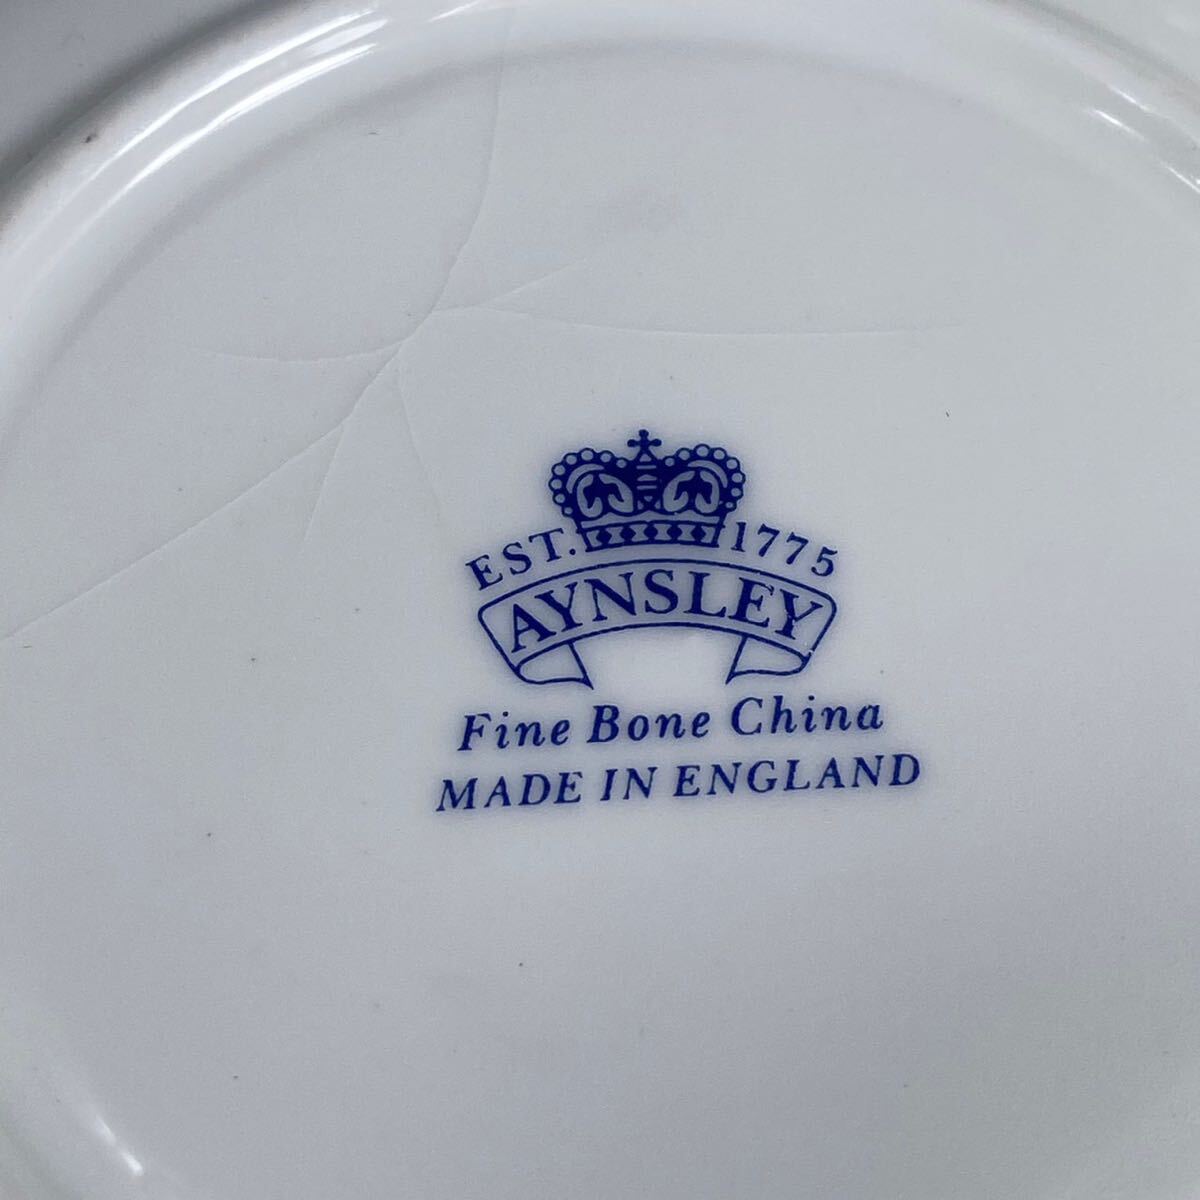 EST. 1775
AYNSLEY
Fine Bone China
MADE IN ENGLAND